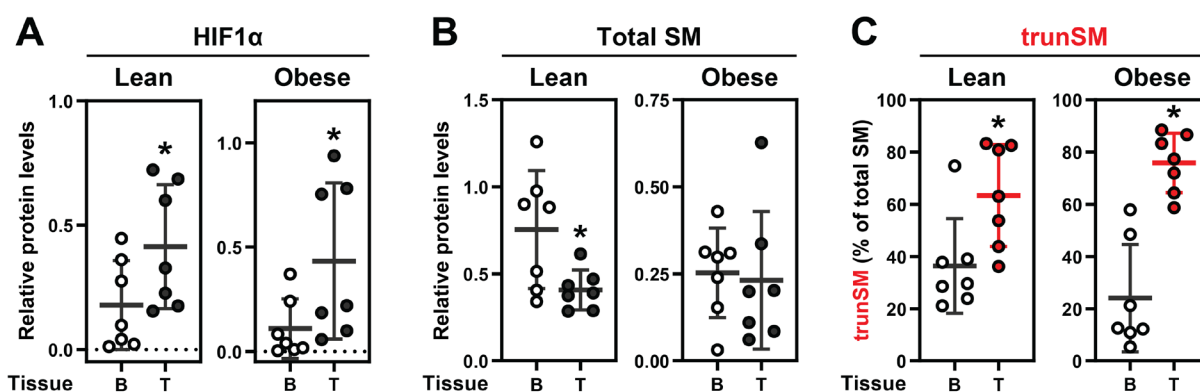 A HIF1α
Lean Obese
Relative protein levels
1.0
0.5
0.0
1.0
0.5
0.0
*
*
Tissue B T B T
B Total SM
Lean Obese
Relative protein levels
1.5
1.0
0.5
0.0
0.75
0.50
0.25
0.00
*
Tissue B T B T
C trunSM
Lean Obese
trunSM (% of total SM)
100
80
60
40
20
0
100
80
60
40
20
0
*
*
Tissue B T B T